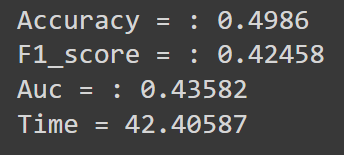 Accuracy = : 0.4986
F1_score = : 0.42458
Auc = : 0.43582
Time = 42.40587